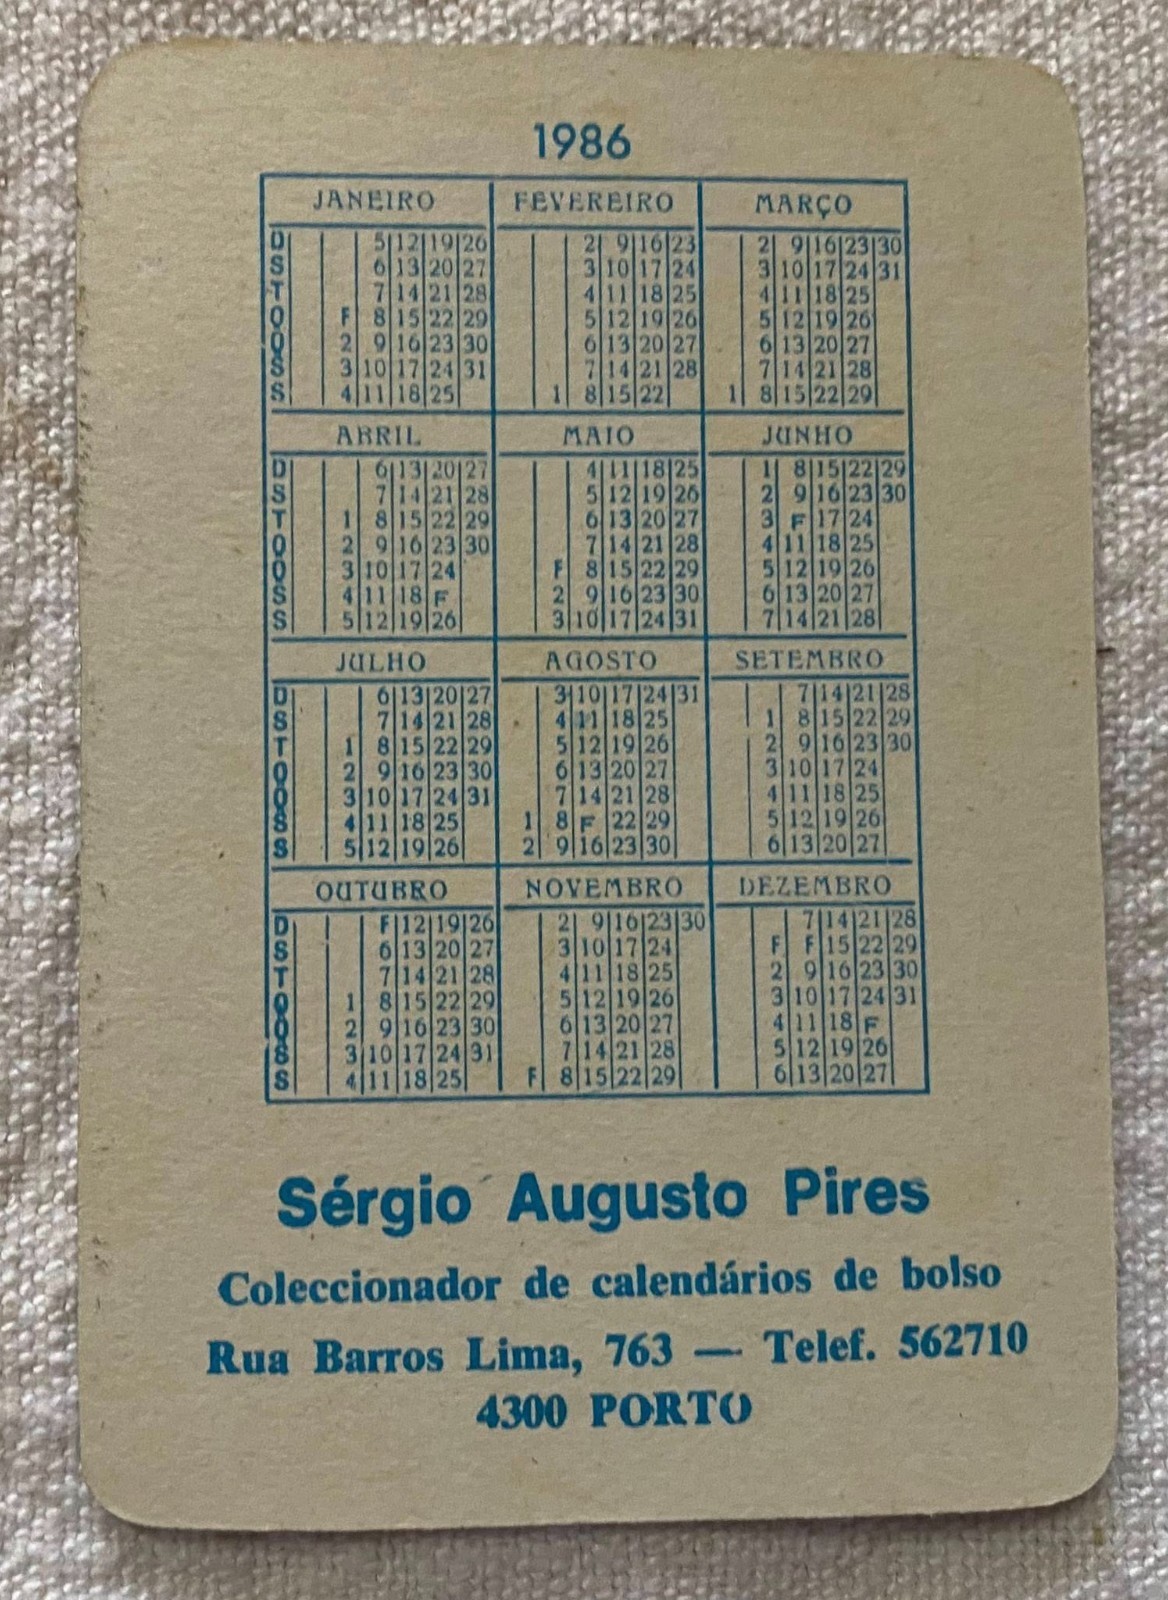 1986
JANEIRO FEVEREIRO MARÇO
D 5 12 19 26 2 9 16 23 2 9 16 23 30
S 6 13 20 27 3 10 17 24 3 10 17 24 31
T 7 14 21 28 4 11 18 25 4 11 18 25
Q F 8 15 22 29 5 12 19 26 5 12 19 26
Q 2 9 16 23 30 6 13 20 27 6 13 20 27
S 3 10 17 24 31 7 14 21 28 7 14 21 28
S 4 11 18 25 1 8 15 22 1 8 15 22 29
ABRIL MAIO JUNHO
D 6 13 20 27 4 11 18 25 1 8 15 22 29
S 7 14 21 28 5 12 19 26 2 9 16 23 30
T 1 8 15 22 29 6 13 20 27 3 F 17 24
Q 2 9 16 23 30 7 14 21 28 4 11 18 25
Q 3 10 17 24 F 8 15 22 29 5 12 19 26
S 4 11 18 F 2 9 16 23 30 6 13 20 27
S 5 12 19 26 3 10 17 24 31 7 14 21 28
JULHO AGOSTO SETEMBRO
D 6 13 20 27 3 10 17 24 31 7 14 21 28
S 7 14 21 28 4 11 18 25 1 8 15 22 29
T 1 8 15 22 29 5 12 19 26 2 9 16 23 30
Q 2 9 16 23 30 6 13 20 27 3 10 17 24
Q 3 10 17 24 31 7 14 21 28 4 11 18 25
S 4 11 18 25 1 8 F 22 29 5 12 19 26
S 5 12 19 26 2 9 16 23 30 6 13 20 27
OUTUBRO NOVEMBRO DEZEMBRO
D F 12 19 26 2 9 16 23 30 7 14 21 28
S 6 13 20 27 3 10 17 24 F F 15 22 29
T 7 14 21 28 4 11 18 25 2 9 16 23 30
Q 1 8 15 22 29 5 12 19 26 3 10 17 24 31
Q 2 9 16 23 30 6 13 20 27 4 11 18 F
S 3 10 17 24 31 7 14 21 28 5 12 19 26
S 4 11 18 25 F 8 15 22 29 6 13 20 27
Sérgio Augusto Pires
Coleccionador de calendários de bolso
Rua Barros Lima, 763 — Telef. 562710
4300 PORTO